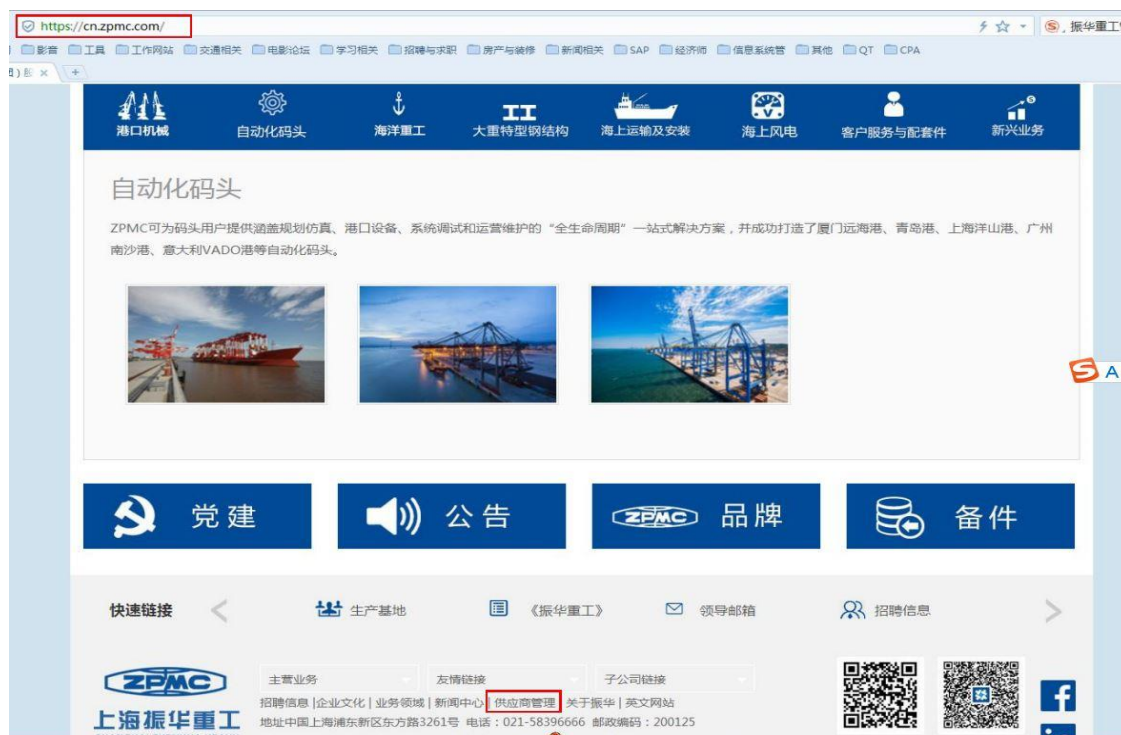 https://cn.zpmc.com/
振华重工
影音 工具 工作网站 交通相关 电影论坛 学习相关 招聘与求职 房产与装修 新闻相关 SAP 经济师 信息系统管 其他 QT CPA
港口机械 自动化码头 海洋重工 大重特型钢结构 海上运输及安装 海上风电 客户服务与配套件 新兴业务
自动化码头
ZPMC可为码头用户提供涵盖规划仿真、港口设备、系统调试和运营维护的“全生命周期”一站式解决方案，并成功打造了厦门远海港、青岛港、上海洋山港、广州
南沙港、意大利VADO港等自动化码头。
党建 公告 ZPMC 品牌 备件
快速链接 生产基地 《振华重工》 领导邮箱 招聘信息
ZPMC
上海振华重工
主营业务 友情链接 子公司链接
招聘信息|企业文化|业务领域|新闻中心|供应商管理|关于振华|英文网站
地址中国上海浦东新区东方路3261号 电话：021-58396666 邮政编码：200125